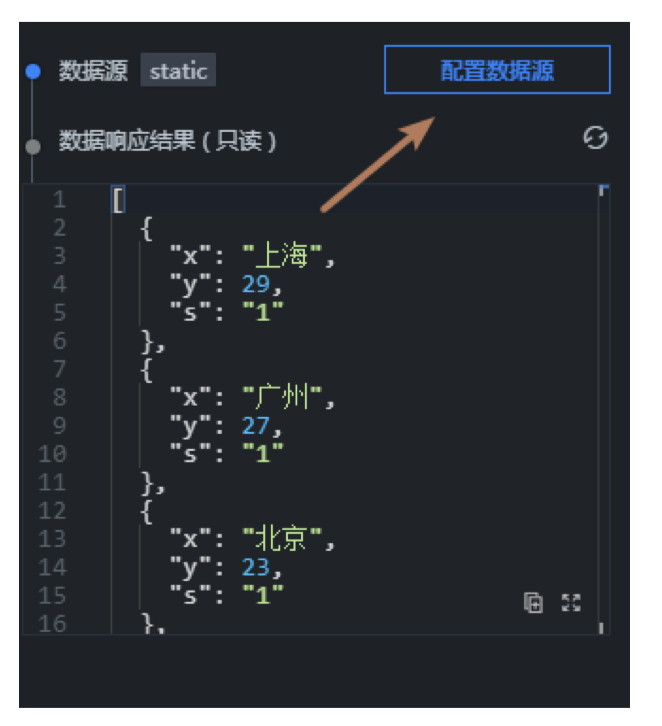 数据源 static 配置数据源
数据响应结果(只读)
1 [
2 {
3 "x": "上海",
4 "y": 29,
5 "s": "1"
6 },
7 {
8 "x": "广州",
9 "y": 27,
10 "s": "1"
11 },
12 {
13 "x": "北京",
14 "y": 23,
15 "s": "1"
16 },